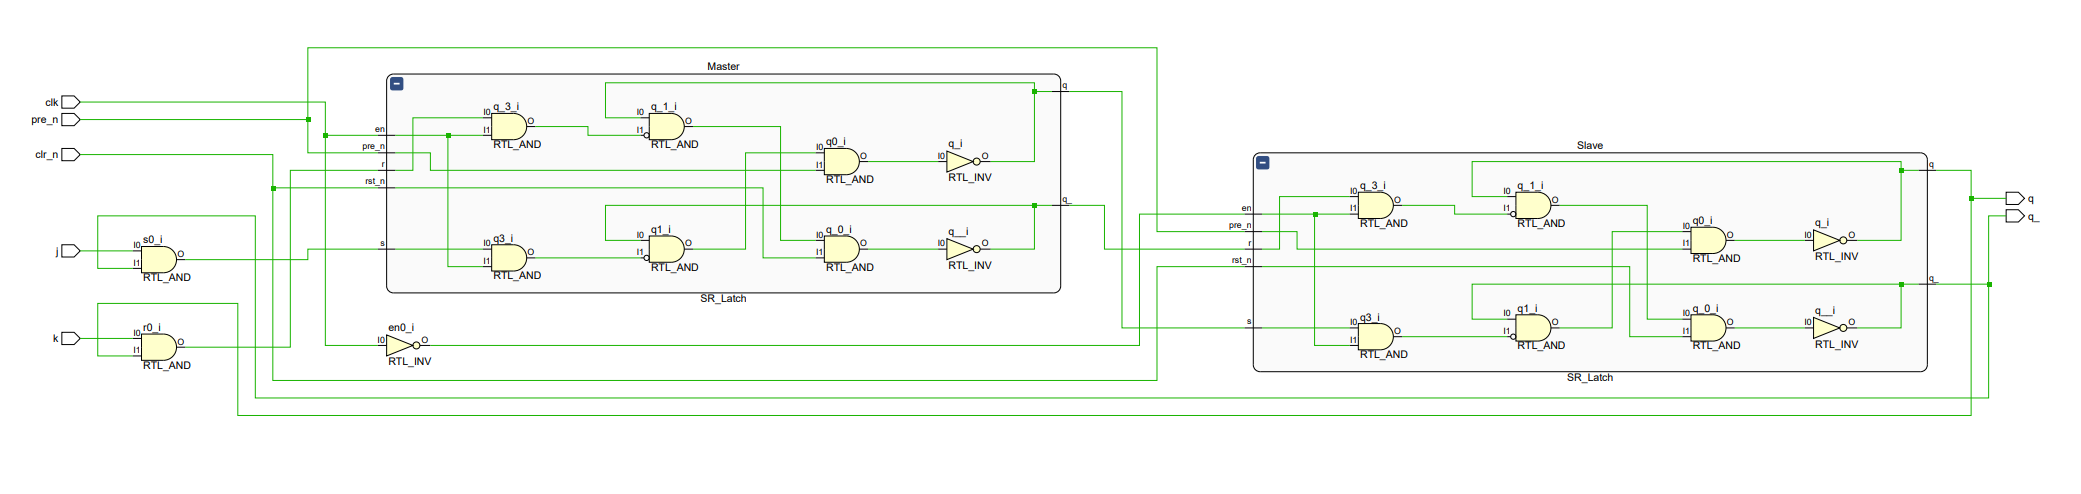 clk
pre_n
clr_n
j
k
s0_i
I0
I1
O
RTL_AND
r0_i
I0
I1
O
RTL_AND
Master
en
pre_n
r
rst_n
s
q_3_i
I0
I1
O
RTL_AND
q_1_i
I0
I1
O
RTL_AND
q0_i
I0
I1
O
RTL_AND
q_i
I0
O
RTL_INV
q
q3_i
I0
I1
O
RTL_AND
q1_i
I0
I1
O
RTL_AND
q_0_i
I0
I1
O
RTL_AND
q__i
I0
O
RTL_INV
q_
SR_Latch
en0_i
I0
O
RTL_INV
Slave
en
pre_n
r
rst_n
s
q_3_i
I0
I1
O
RTL_AND
q_1_i
I0
I1
O
RTL_AND
q0_i
I0
I1
O
RTL_AND
q_i
I0
O
RTL_INV
q
q3_i
I0
I1
O
RTL_AND
q1_i
I0
I1
O
RTL_AND
q_0_i
I0
I1
O
RTL_AND
q__i
I0
O
RTL_INV
q_
SR_Latch
q
q_